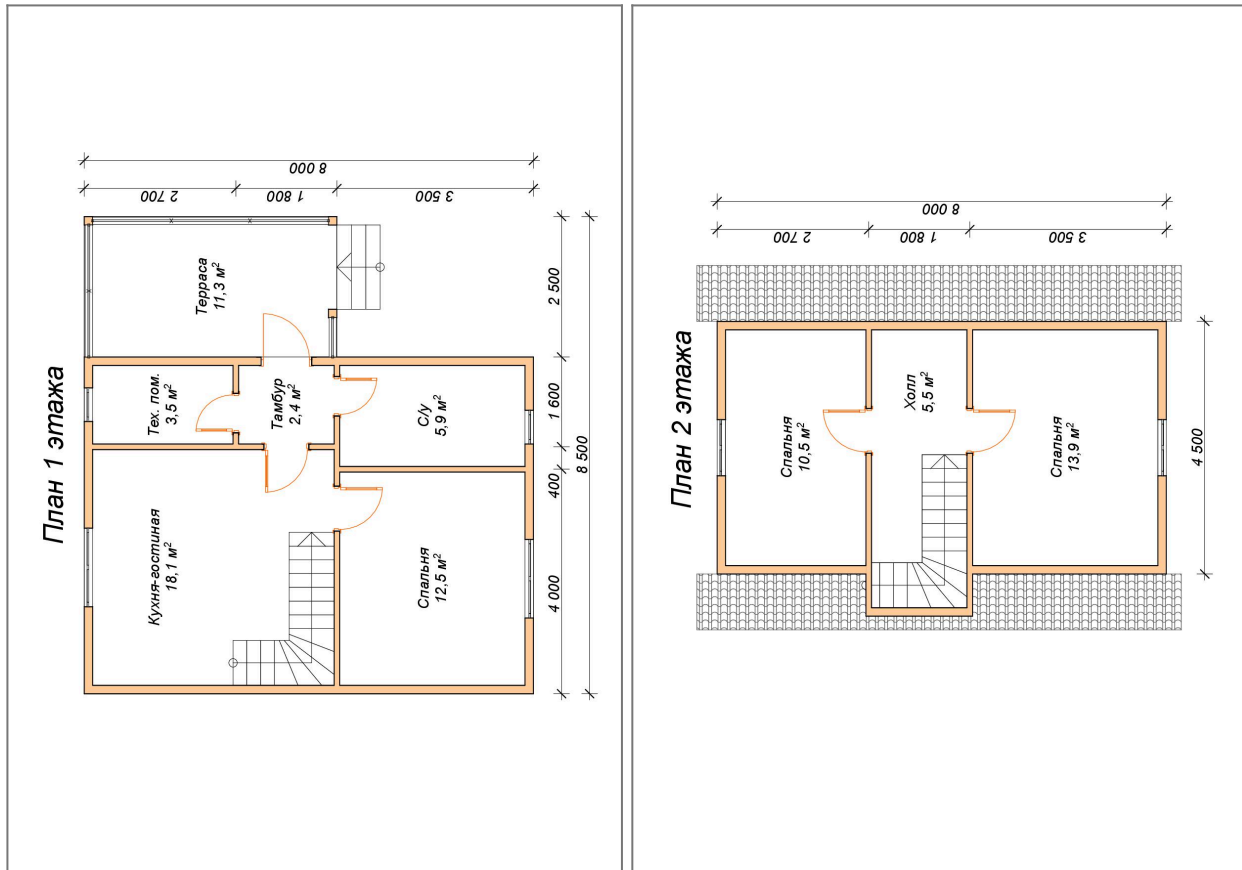 План 1 этажа
8 000
2 700
1 800
3 500
Терраса
11,3 м²
2 500
Тех. пом.
3,5 м²
Тамбур
2,4 м²
С/у
5,9 м²
1 600
400
8 500
Кухня-гостиная
18,1 м²
Спальня
12,5 м²
4 000
План 2 этажа
8 000
2 700
1 800
3 500
Спальня
10,5 м²
Холл
5,5 м²
Спальня
13,9 м²
4 500